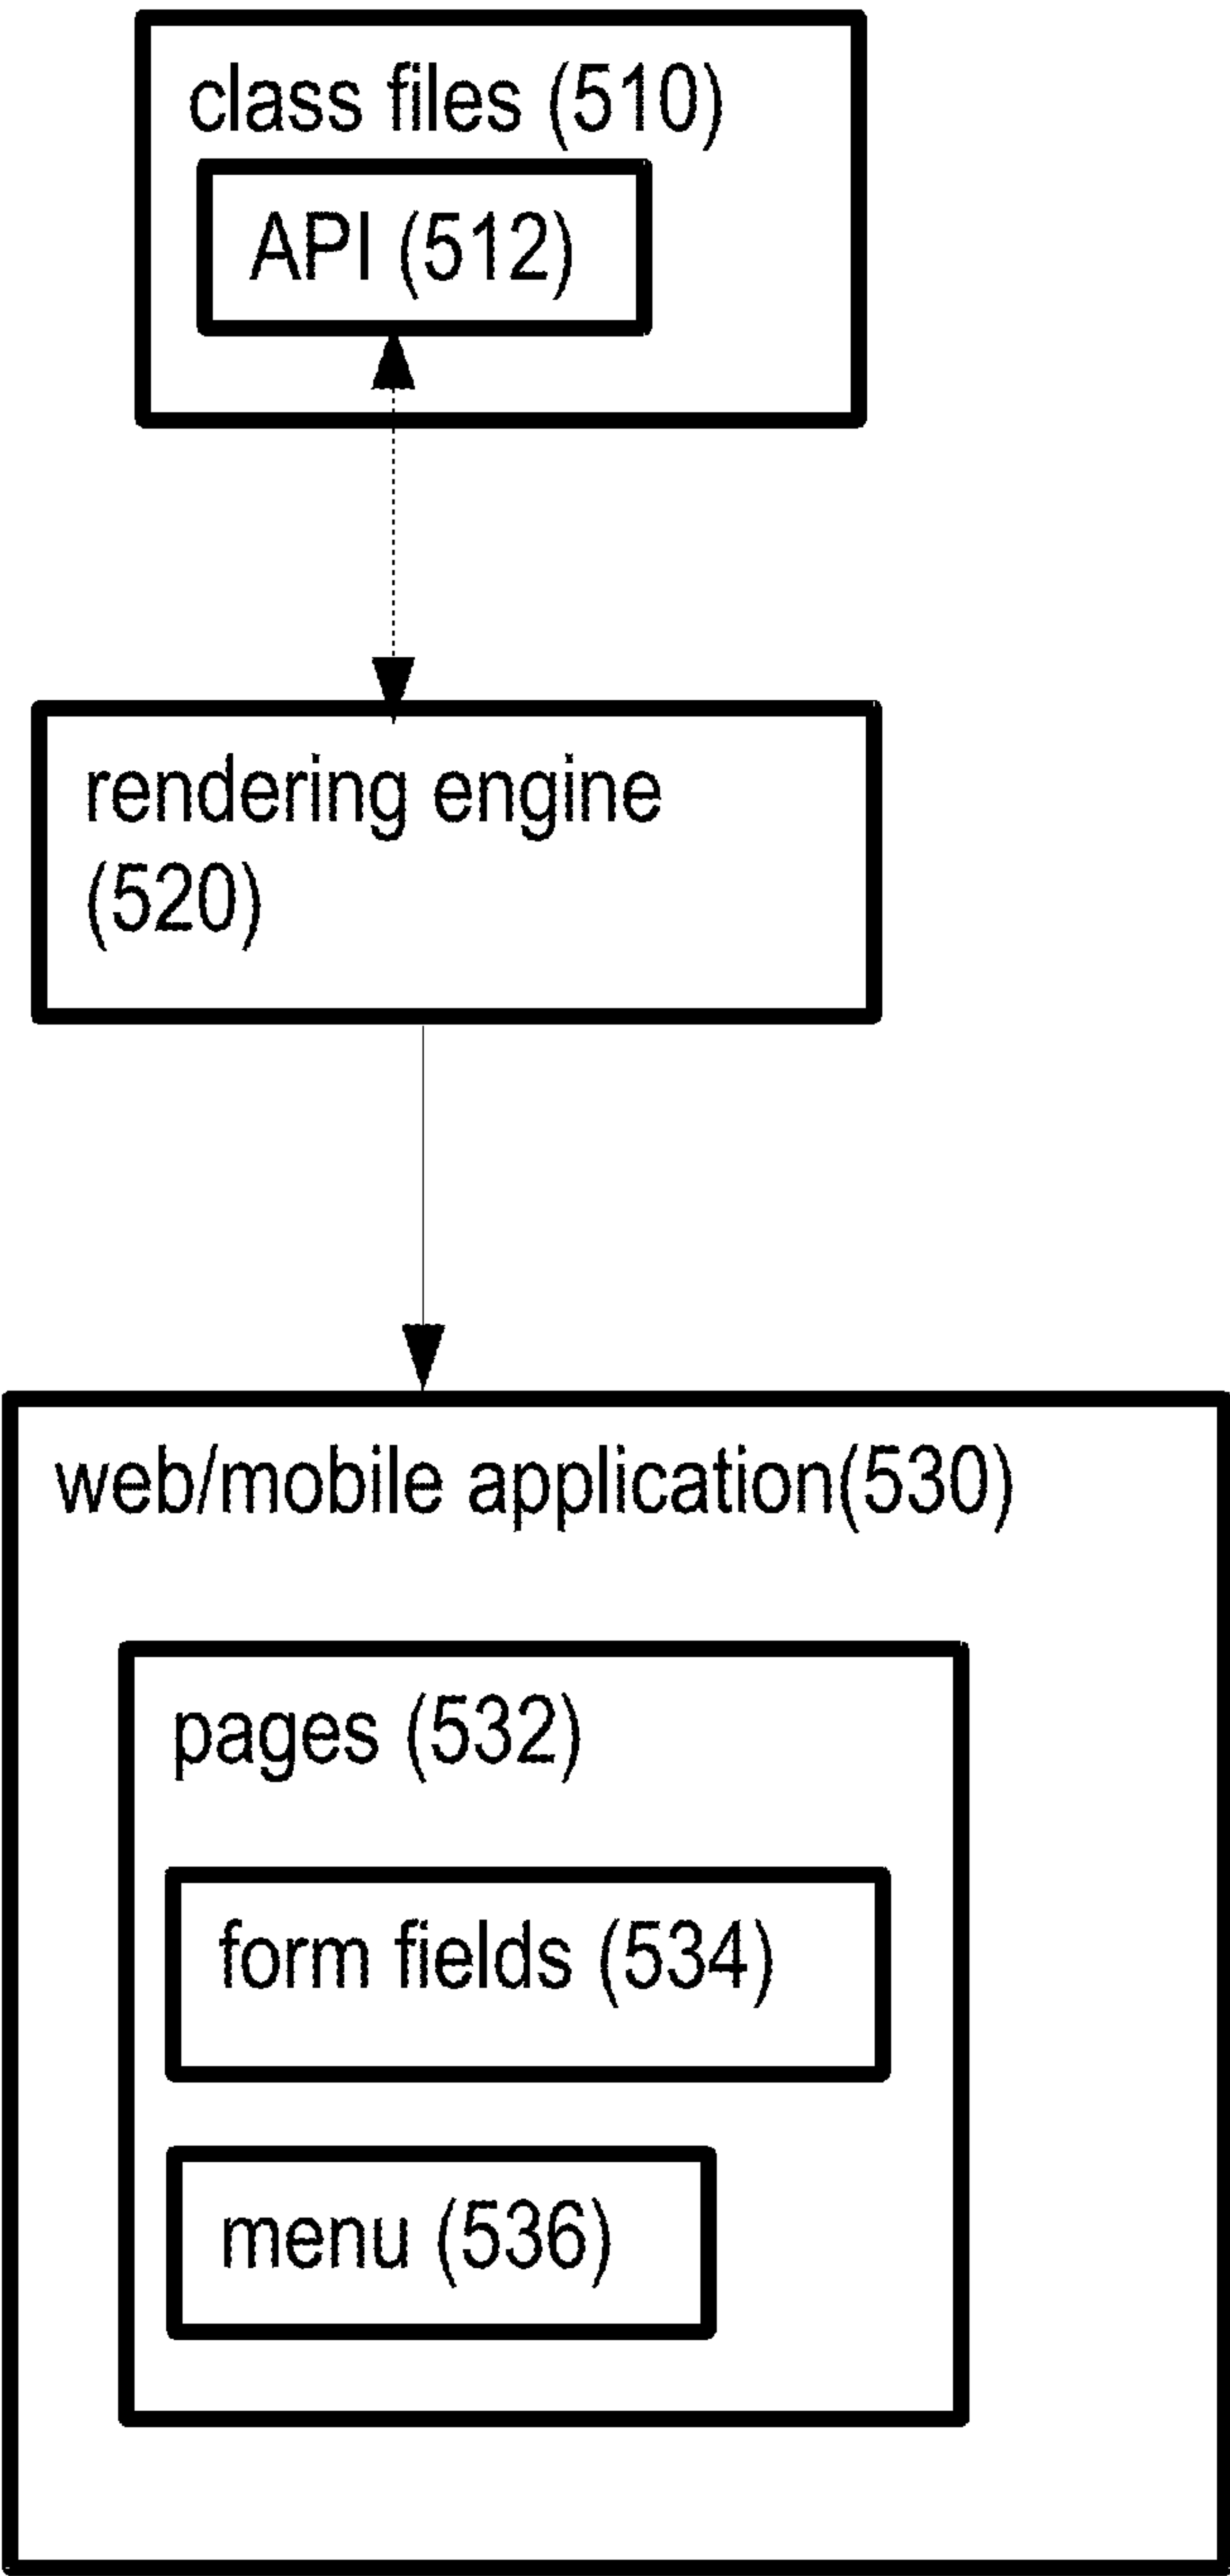 class files (510)
API (512)
rendering engine
(520)
web/mobile application(530)
pages (532)
form fields (534)
menu (536)